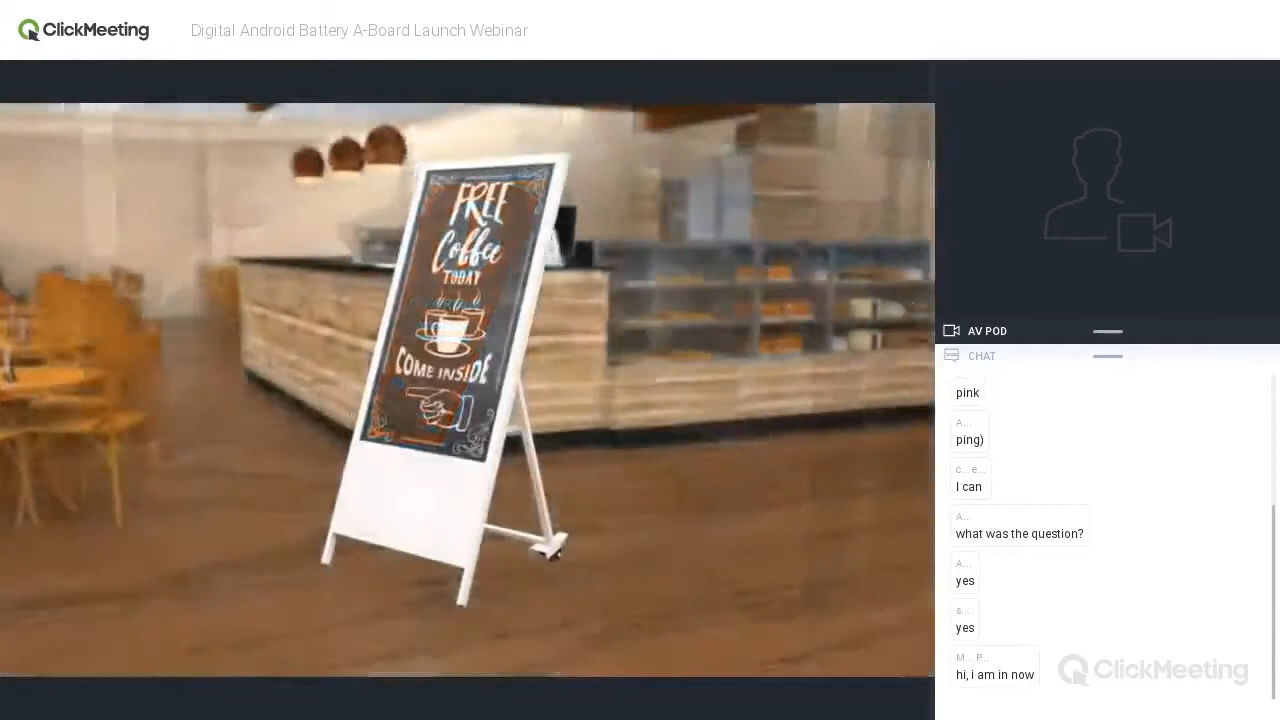 ClickMeeting
Digital Android Battery A-Board Launch Webinar
FREE
Coffee
TODAY
COME INSIDE
AV POD
CHAT
pink
A...
ping)
c... e...
I can
A...
what was the question?
A...
yes
s...
yes
M... P...
hi, i am in now
ClickMeeting